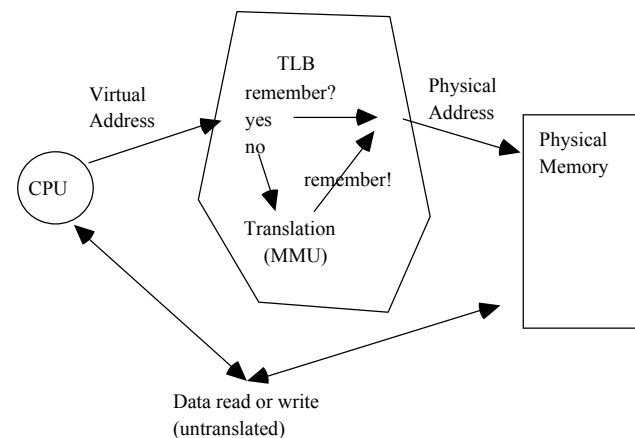 TLB
remember?
yes
no
remember!
Translation
(MMU)
Virtual
Address
Physical
Address
Physical
Memory
CPU
Data read or write
(untranslated)